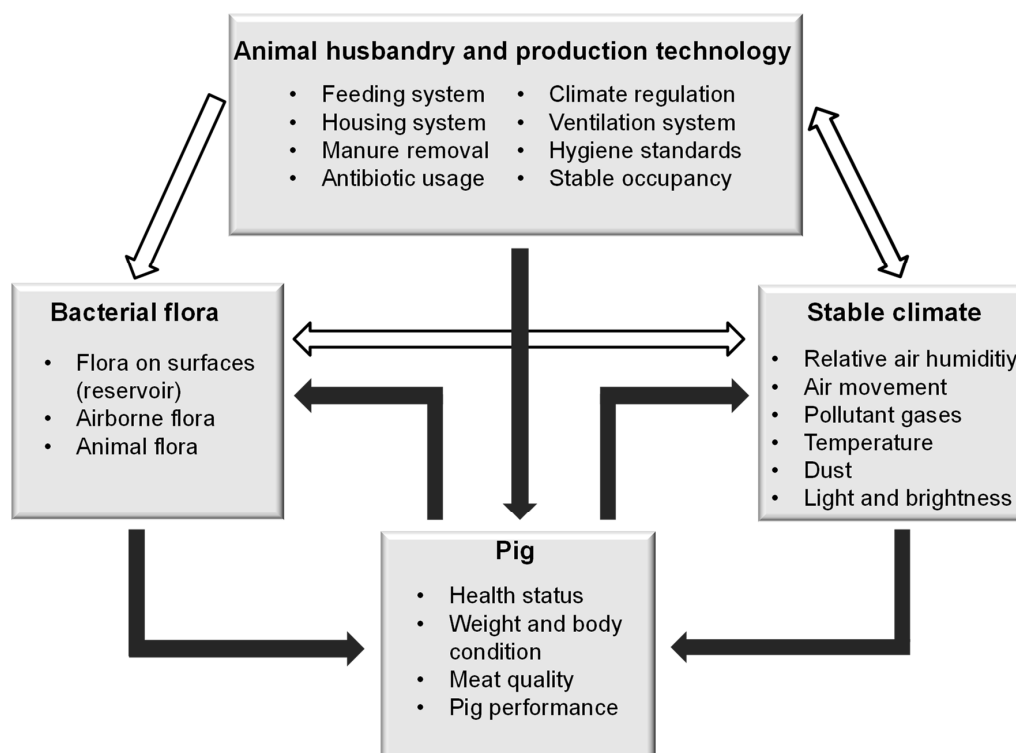 Animal husbandry and production technology
• Feeding system
• Housing system
• Manure removal
• Antibiotic usage
• Climate regulation
• Ventilation system
• Hygiene standards
• Stable occupancy
Bacterial flora
• Flora on surfaces
(reservoir)
• Airborne flora
• Animal flora
Stable climate
• Relative air humiditiy
• Air movement
• Pollutant gases
• Temperature
• Dust
• Light and brightness
Pig
• Health status
• Weight and body
condition
• Meat quality
• Pig performance